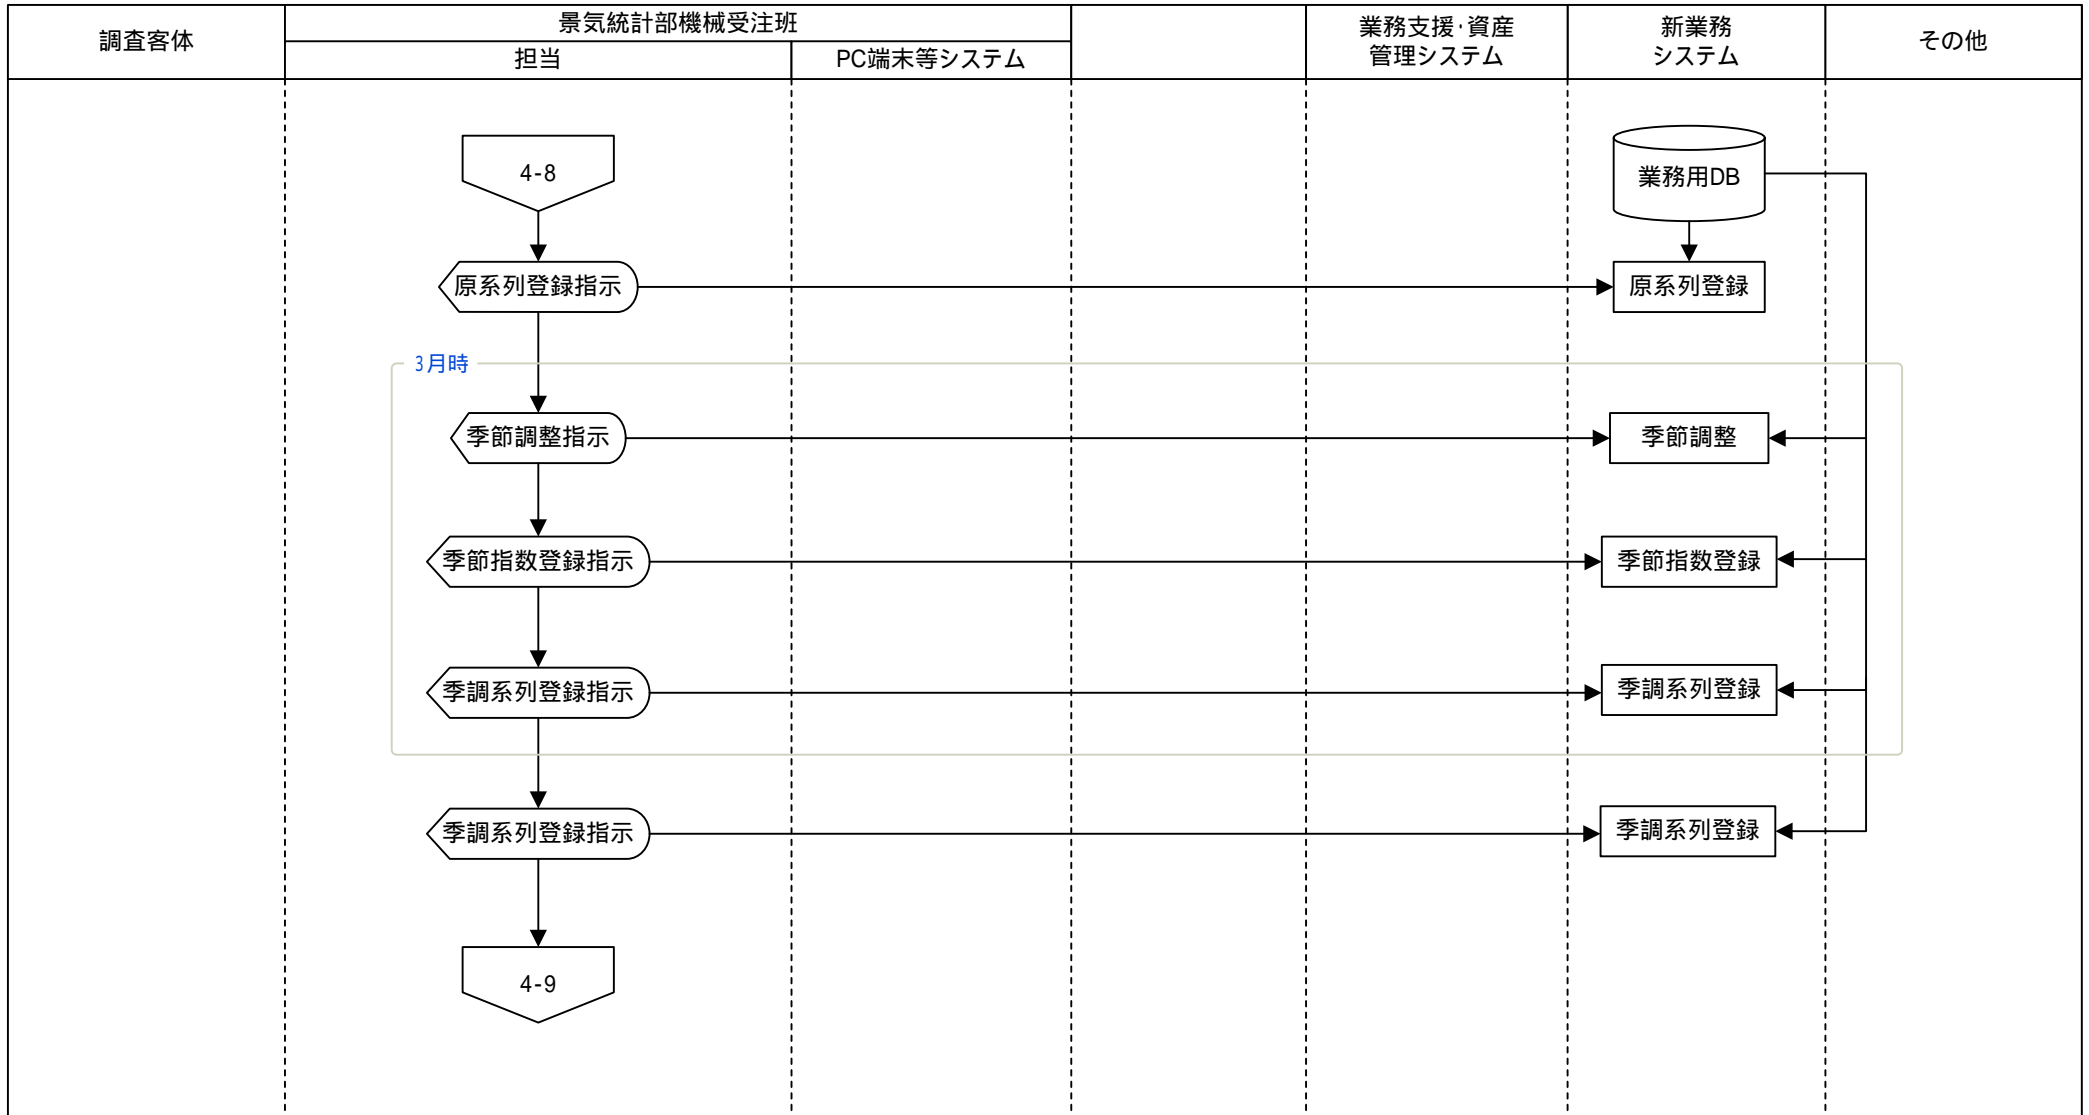 調査客体
景気統計部機械受注班
担当
PC端末等システム
業務支援・資産
管理システム
新業務
システム
その他
4-8
業務用DB
原系列登録指示
原系列登録
3月時
季節調整指示
季節調整
季節指数登録指示
季節指数登録
季調系列登録指示
季調系列登録
季調系列登録指示
季調系列登録
4-9